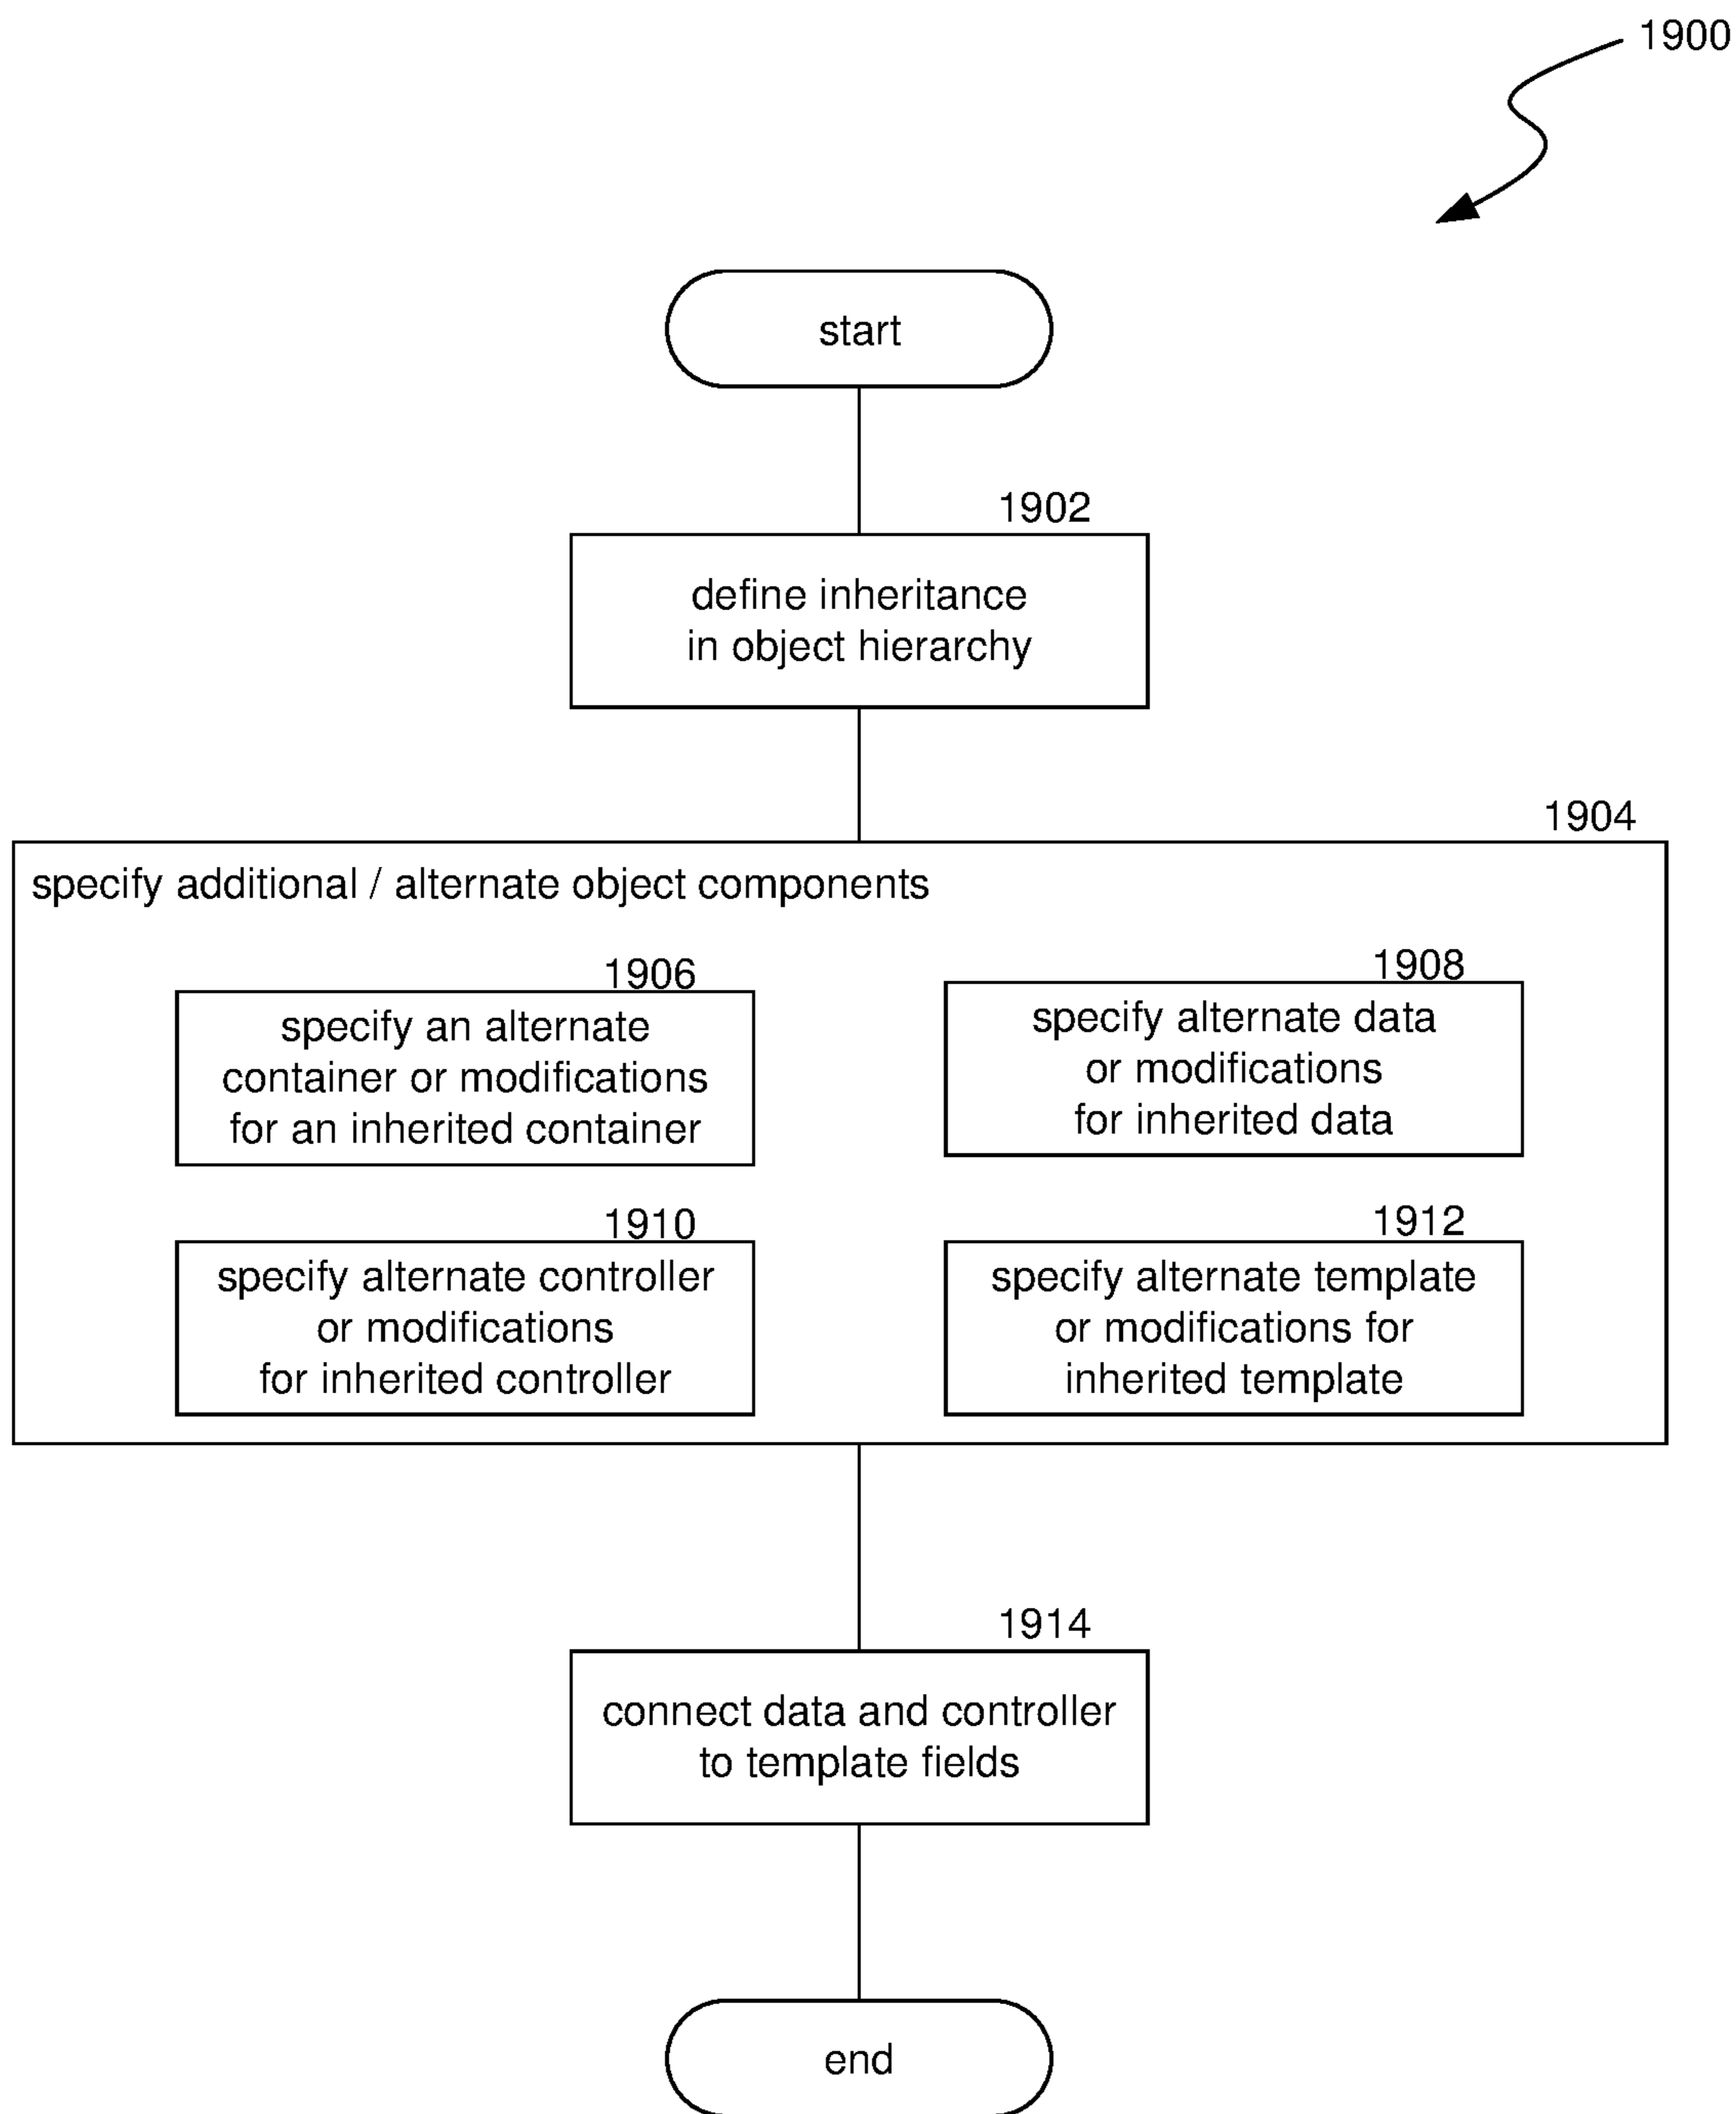 1900
start
1902
define inheritance
in object hierarchy
1904
specify additional / alternate object components
1906
specify an alternate
container or modifications
for an inherited container
1908
specify alternate data
or modifications
for inherited data
1910
specify alternate controller
or modifications
for inherited controller
1912
specify alternate template
or modifications for
inherited template
1914
connect data and controller
to template fields
end